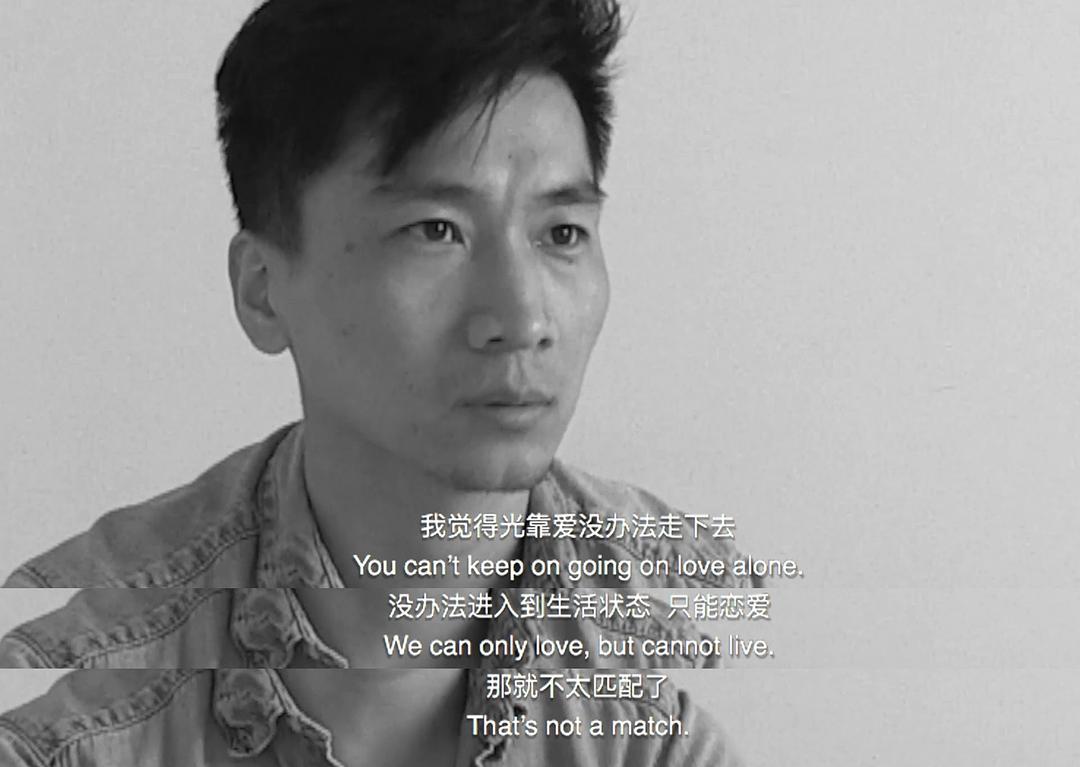 我觉得光靠爱没办法走下去
You can't keep on going on love alone.
没办法进入到生活状态 只能恋爱
We can only love, but cannot live.
那就不太匹配了
That's not a match.